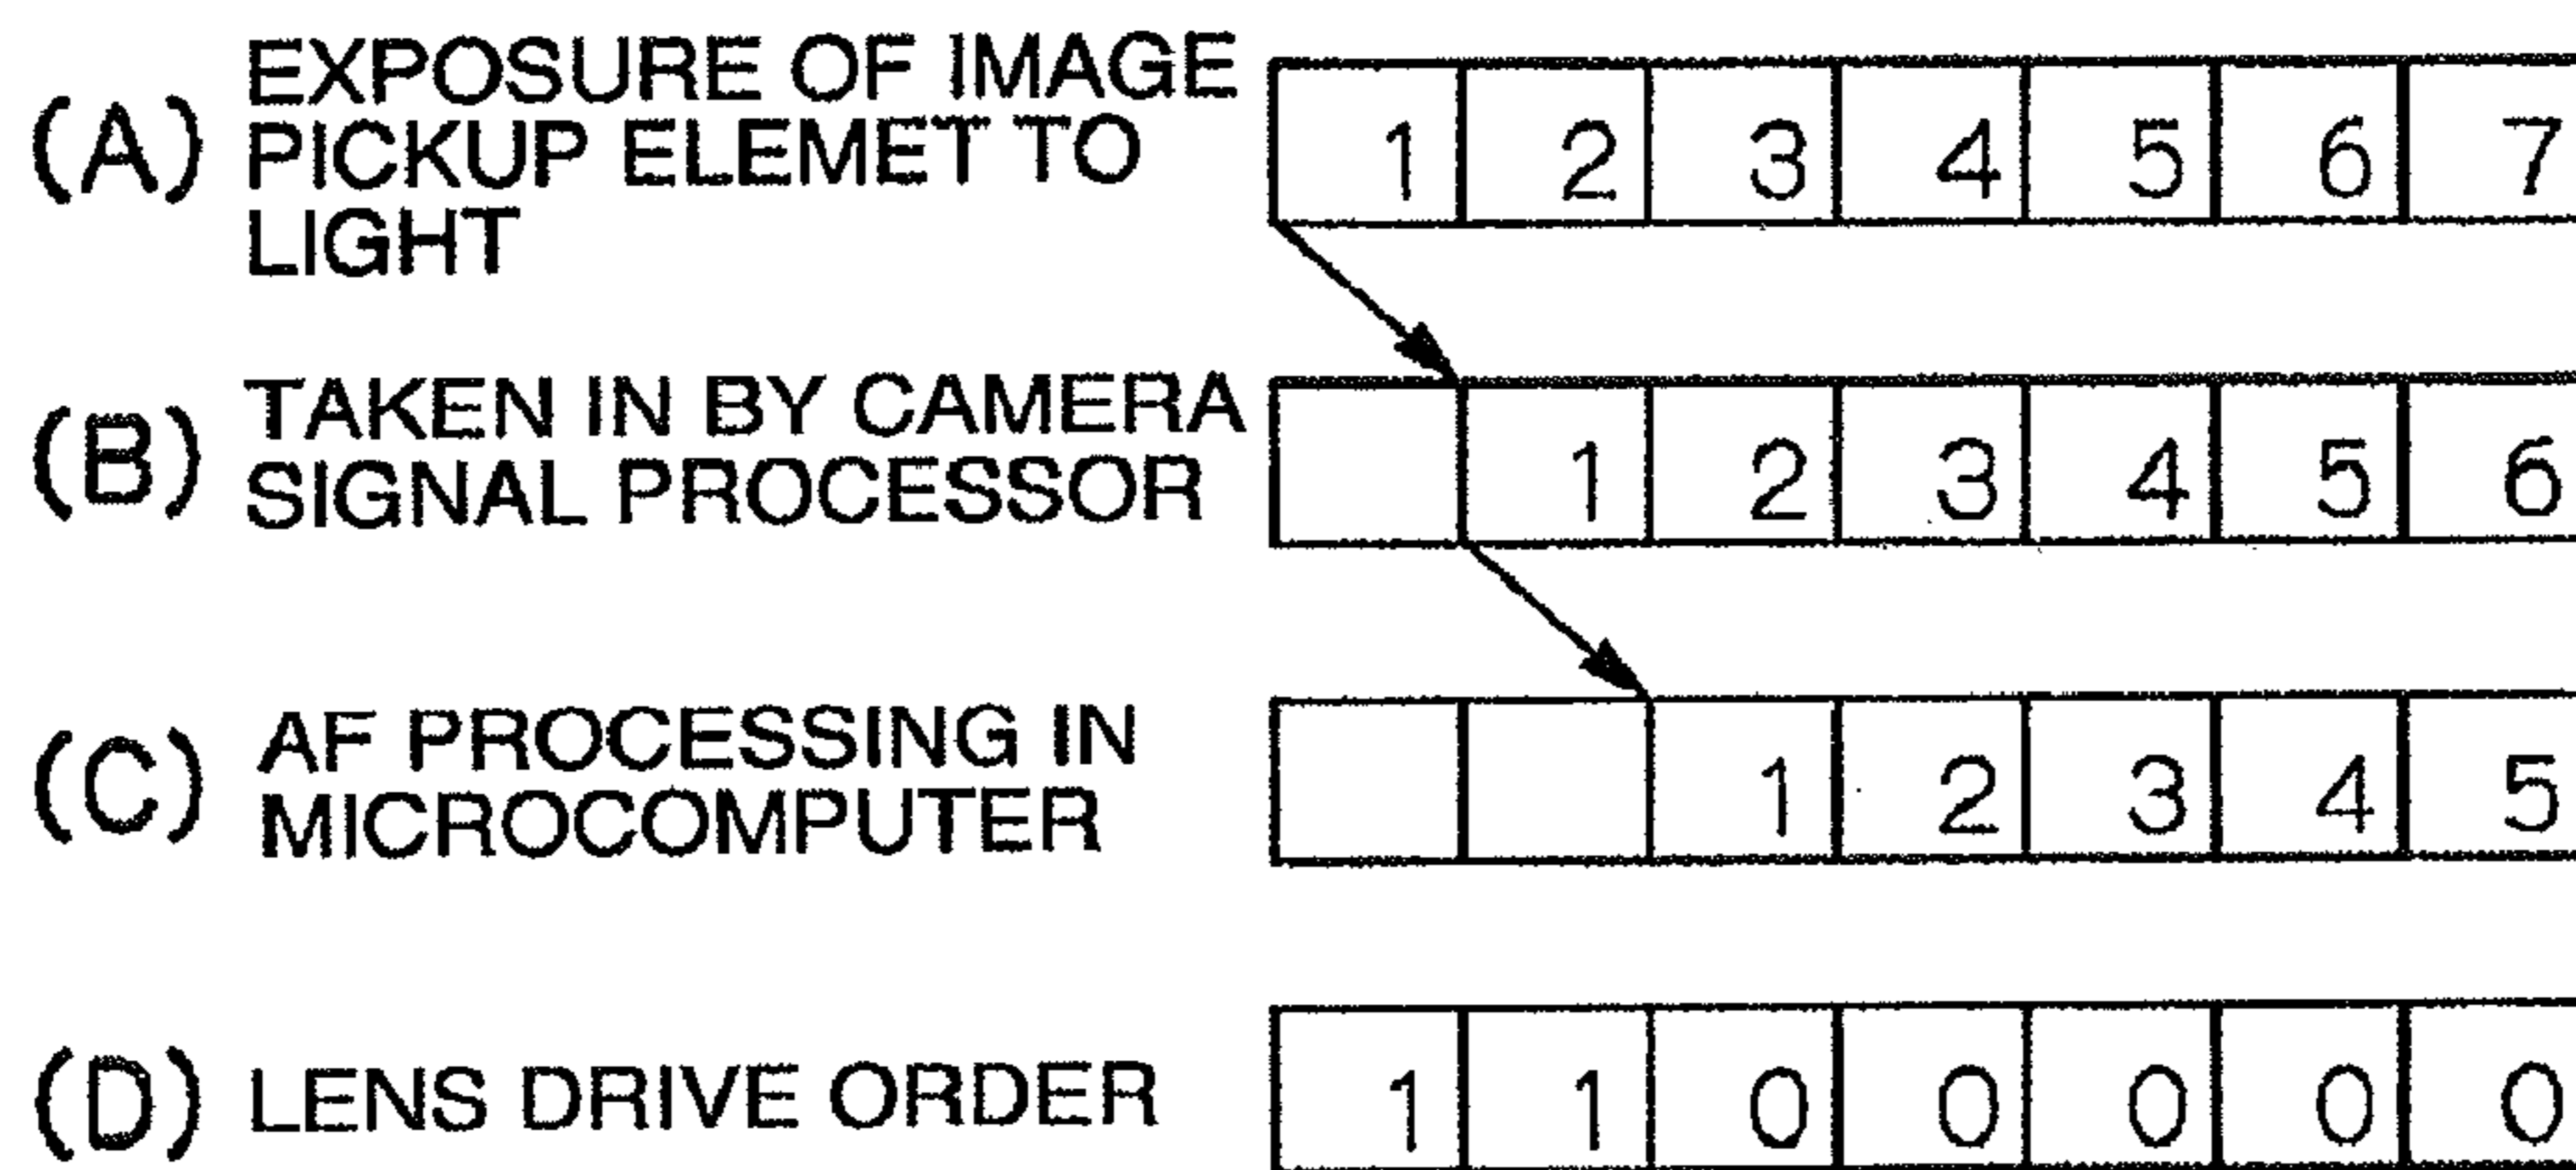 (A) EXPOSURE OF IMAGE
PICKUP ELEMET TO
LIGHT
1 2 3 4 5 6 7
(B) TAKEN IN BY CAMERA
SIGNAL PROCESSOR
1 2 3 4 5 6
(C) AF PROCESSING IN
MICROCOMPUTER
1 2 3 4 5
(D) LENS DRIVE ORDER
1 1 0 0 0 0 0